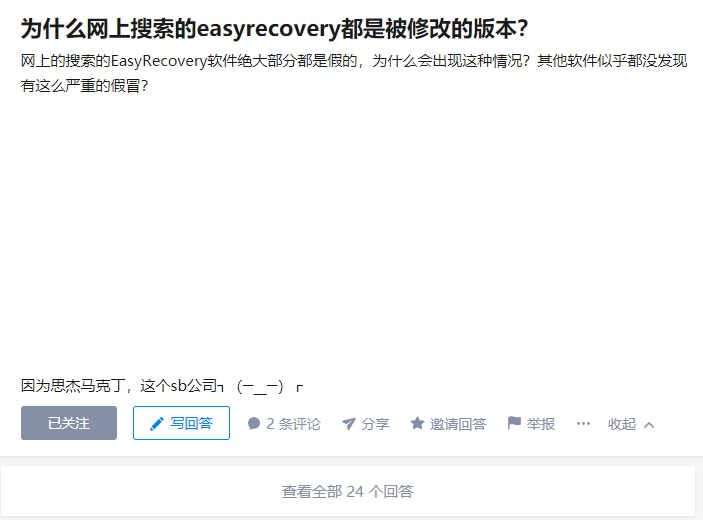 为什么网上搜索的easyrecovery都是被修改的版本？
网上的搜索的EasyRecovery软件绝大部分都是假的，为什么会出现这种情况？其他软件似乎都没发现
有这么严重的假冒？
因为思杰马克丁，这个sb公司┑(─__─)┍
已关注 写回答 2 条评论 分享 邀请回答 举报 ··· 收起
查看全部 24 个回答